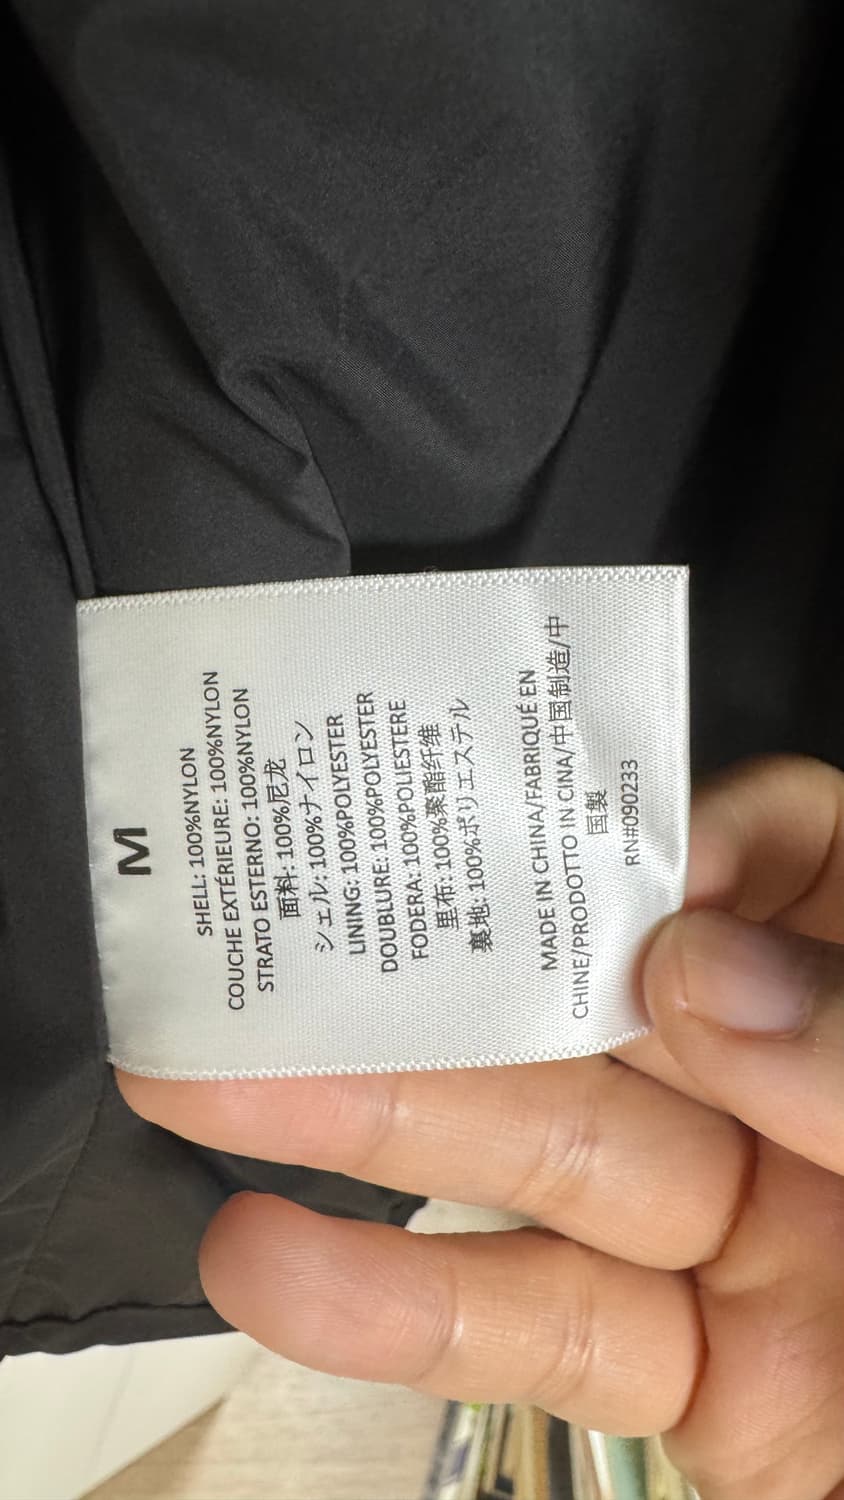 M
SHELL: 100%NYLON
COUCHE EXTÉRIEURE: 100%NYLON
STRATO ESTERNO: 100%NYLON
面料: 100%尼龙
シェル: 100%ナイロン
LINING: 100%POLYESTER
DOUBLURE: 100%POLYESTER
FODERA: 100%POLIESTERE
里布: 100%聚酯纤维
裏地: 100%ポリエステル
MADE IN CHINA/FABRIQUÉ EN
CHINE/PRODOTTO IN CINA/中国制造/中
国製
RN#090233